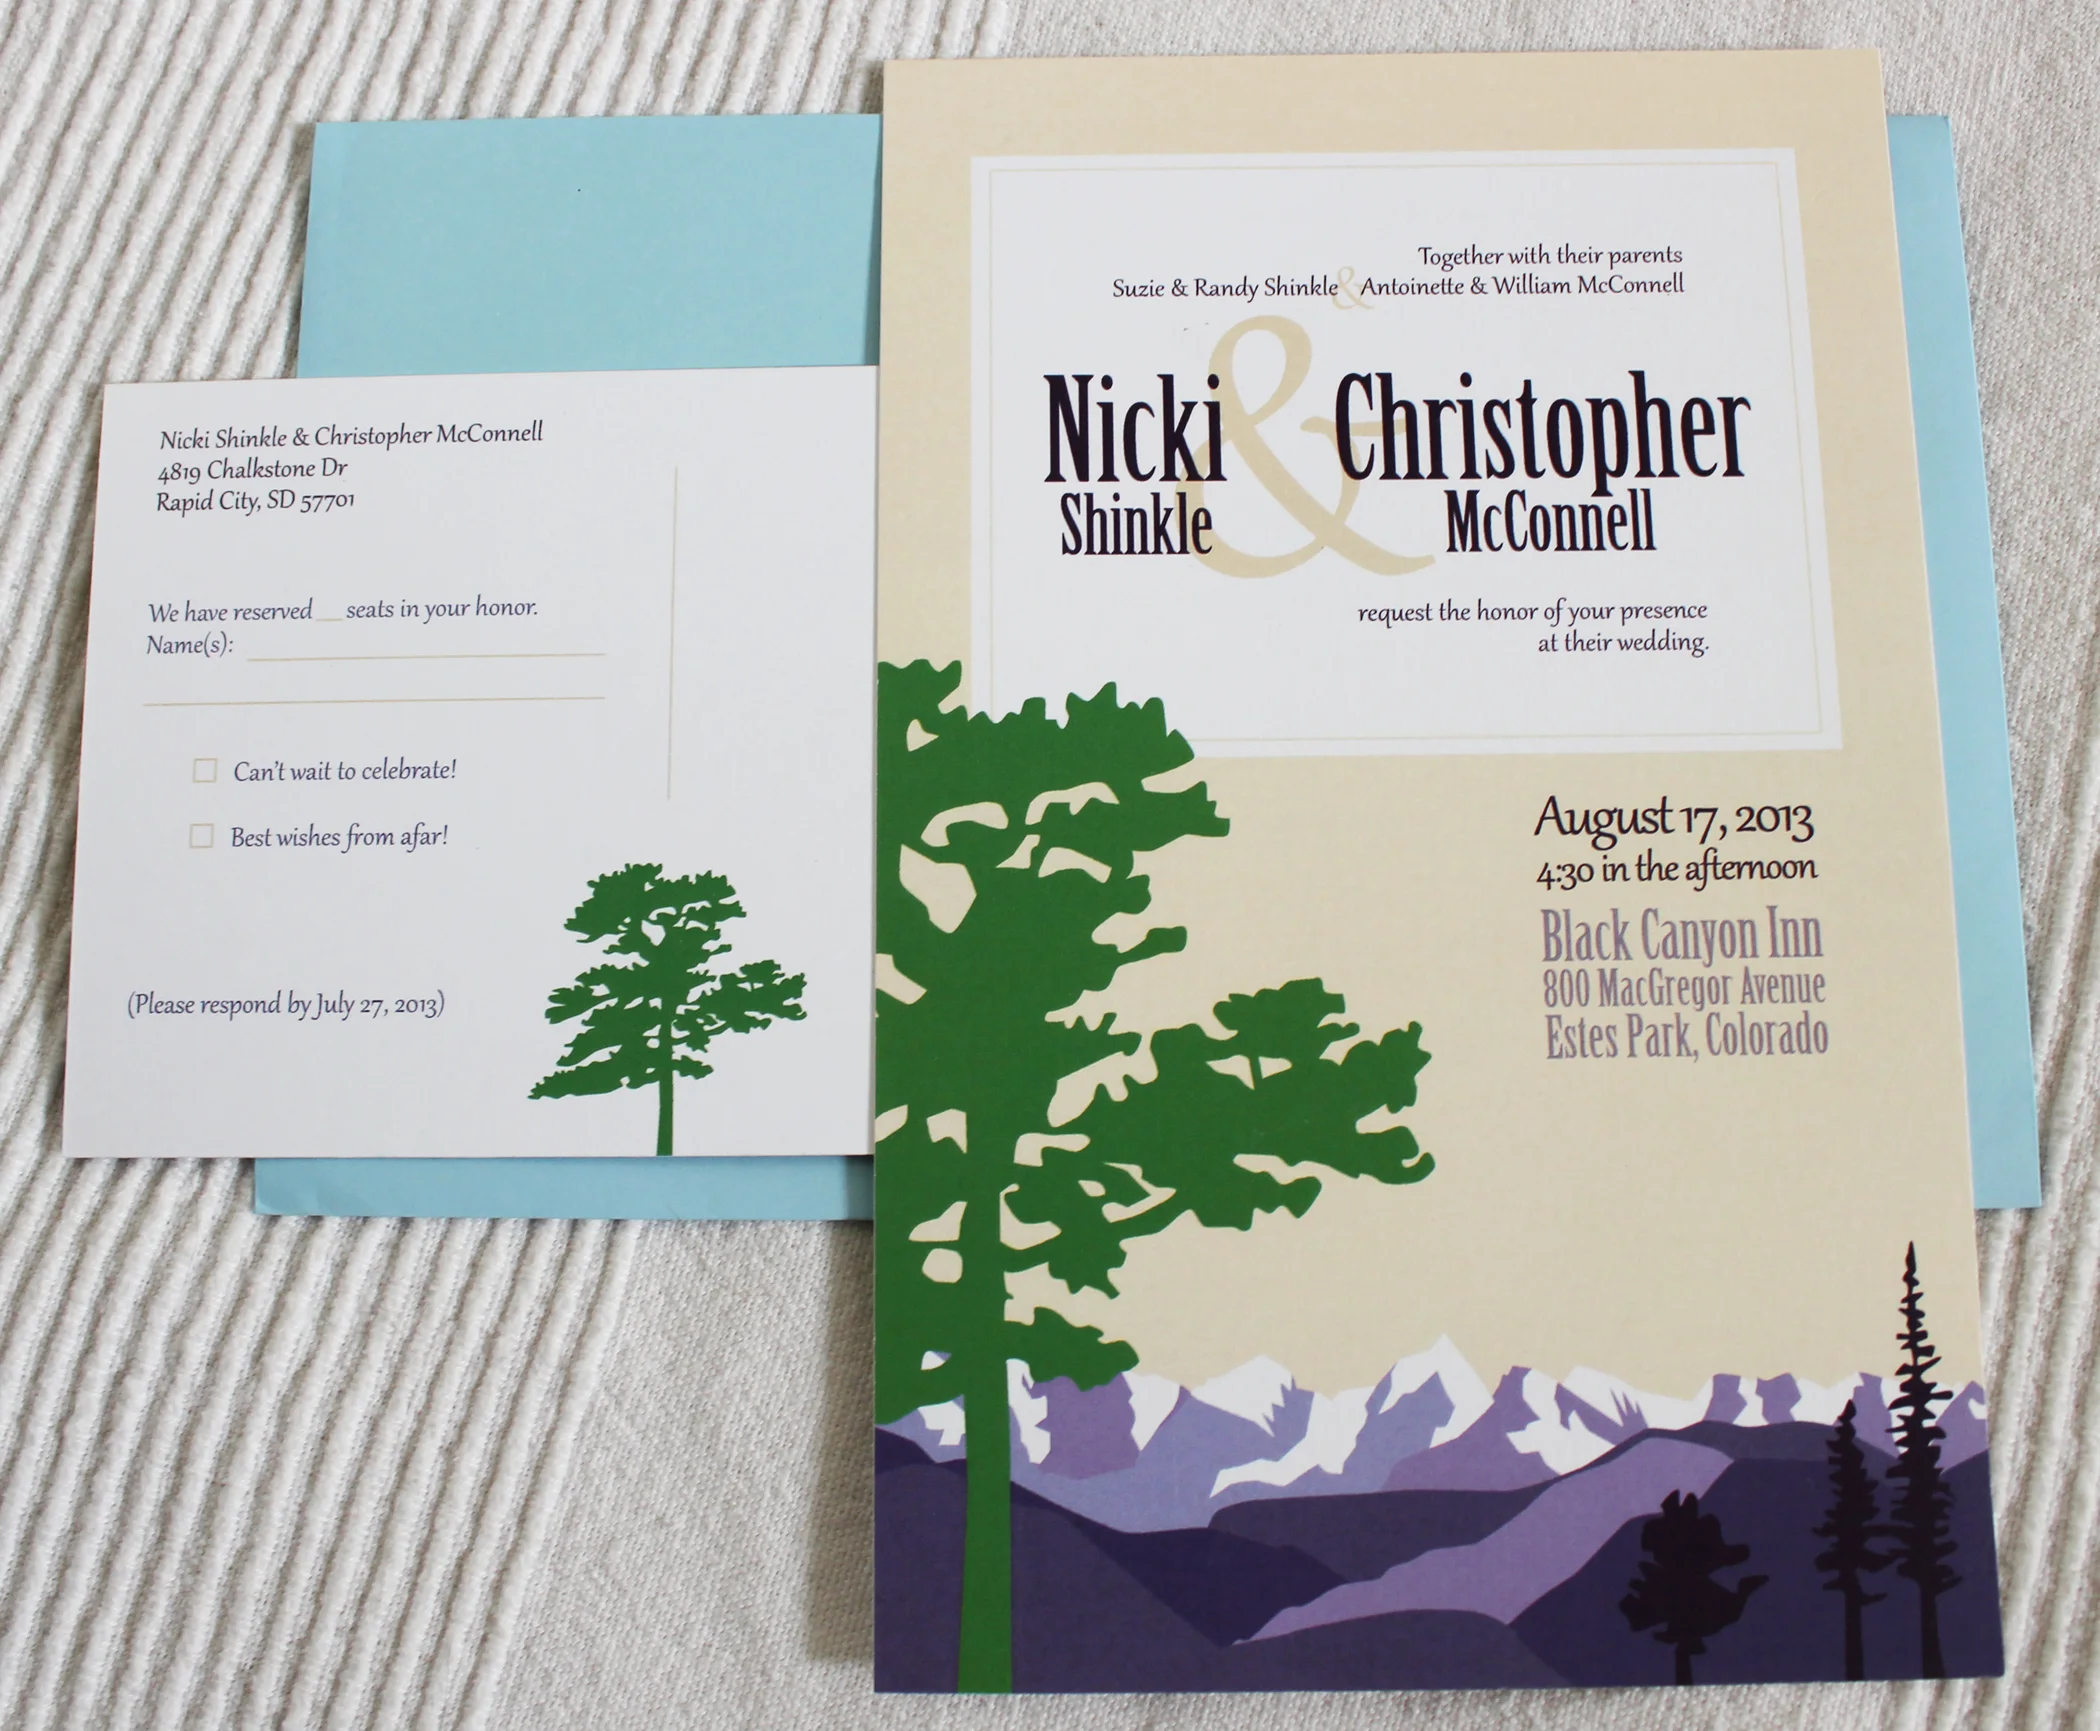 Nicki Shinkle & Christopher McConnell
4819 Chalkstone Dr
Rapid City, SD 57701
We have reserved __ seats in your honor.
Name(s):
Can't wait to celebrate!
Best wishes from afar!
(Please respond by July 27, 2013)
Together with their parents
Suzie & Randy Shinkle & Antoinette & William McConnell
Nicki & Christopher
Shinkle McConnell
request the honor of your presence
at their wedding.
August 17, 2013
4:30 in the afternoon
Black Canyon Inn
800 MacGregor Avenue
Estes Park, Colorado